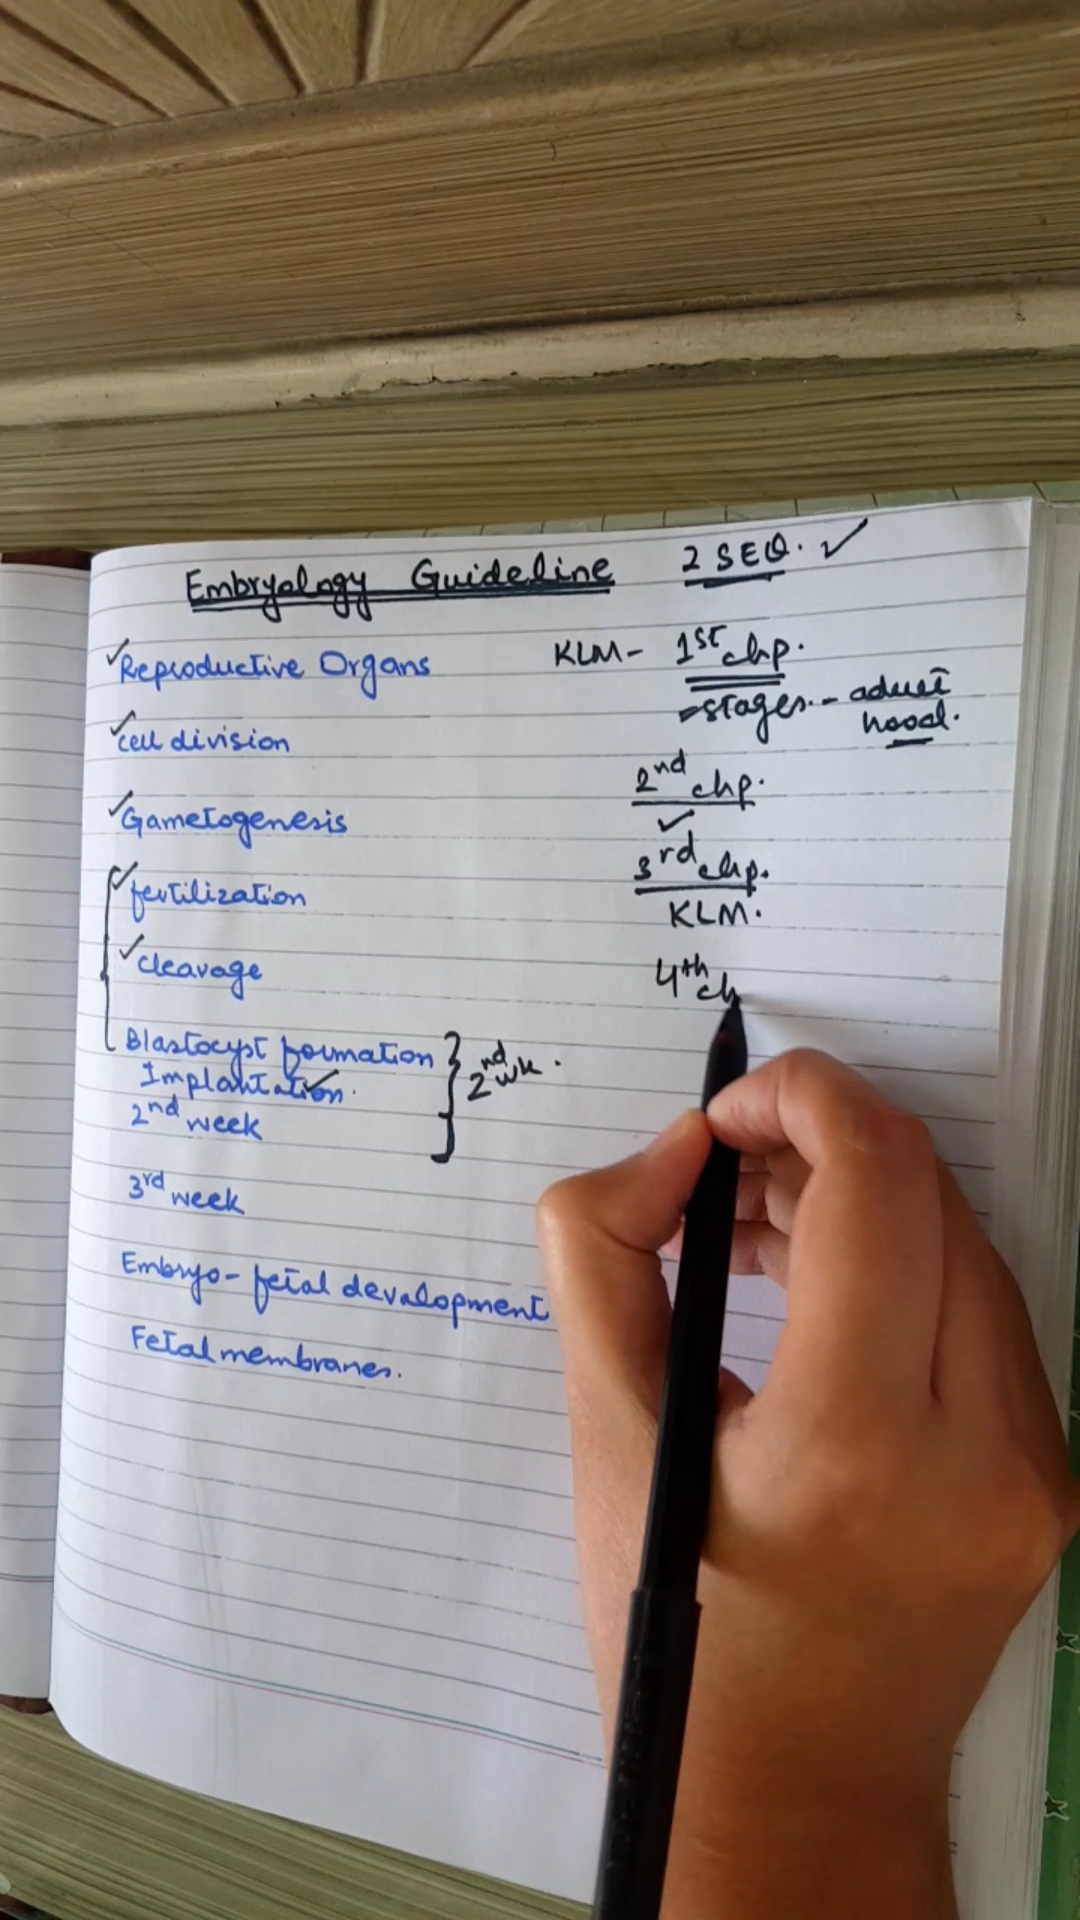 Embryology Guideline 2 SEQ.
Reproductive Organs KLM- 1st chp.
- stages. - adult
hood.
cell division
2nd chp.
Gametogenesis
3rd chp.
fertilization
KLM.
cleavage
4th ch
Blastocyst formation
Implantation.
2nd wk.
2nd week
3rd week
Embryo - fetal devalopment
Fetal membranes.